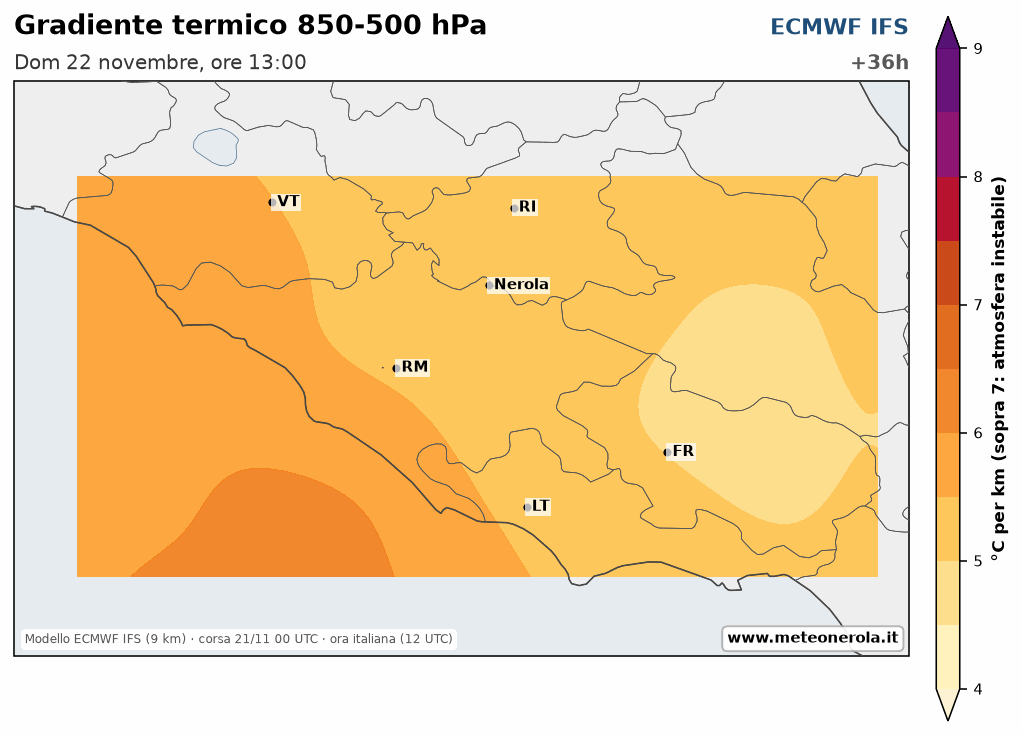 Gradiente termico 850-500 hPa
ECMWF IFS
Dom 22 novembre, ore 13:00
+36h
VT
RI
Nerola
RM
FR
LT
Modello ECMWF IFS (9 km) · corsa 21/11 00 UTC · ora italiana (12 UTC)
www.meteonerola.it
9
8
7
6
5
4
°C per km (sopra 7: atmosfera instabile)